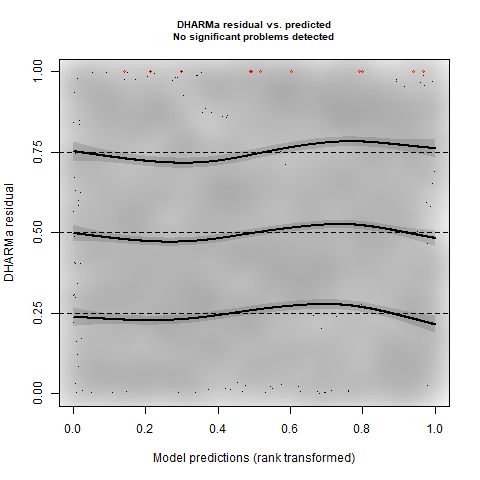 DHARMa residual vs. predicted
No significant problems detected
1.00
0.75
0.50
0.25
0.00
DHARMa residual
0.0 0.2 0.4 0.6 0.8 1.0
Model predictions (rank transformed)